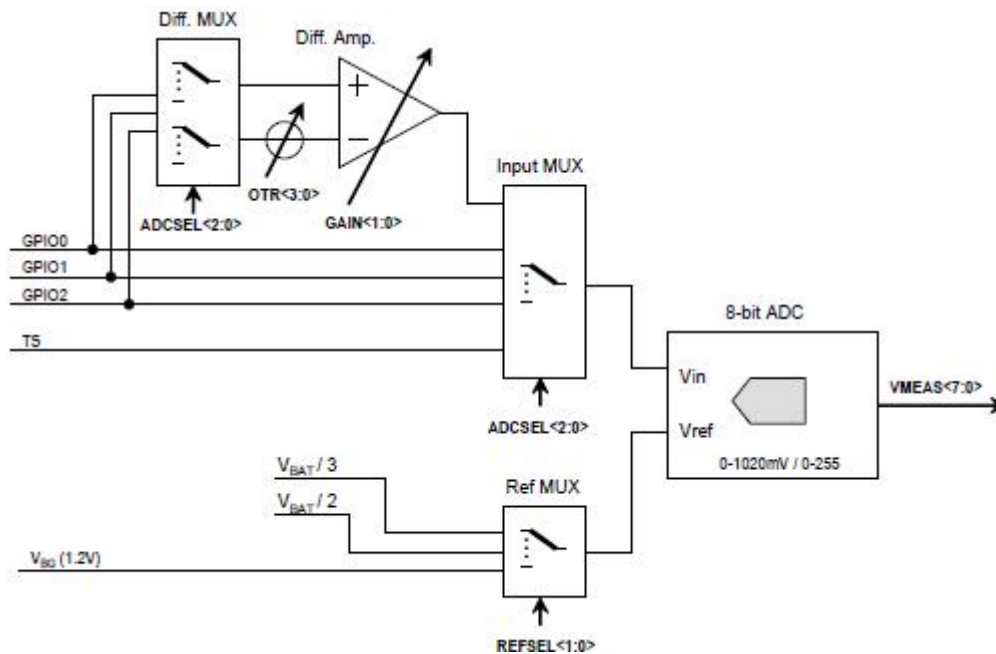 Diff. MUX
Diff. Amp.
+
−
OTR<3:0>
GAIN<1:0>
ADCSEL<2:0>
Input MUX
GPIO0
GPIO1
GPIO2
TS
ADCSEL<2:0>
8-bit ADC
Vin
Vref
0-1020mV / 0-255
VMEAS<7:0>
VBAT / 3
VBAT / 2
VBG (1.2V)
Ref MUX
REFSEL<1:0>